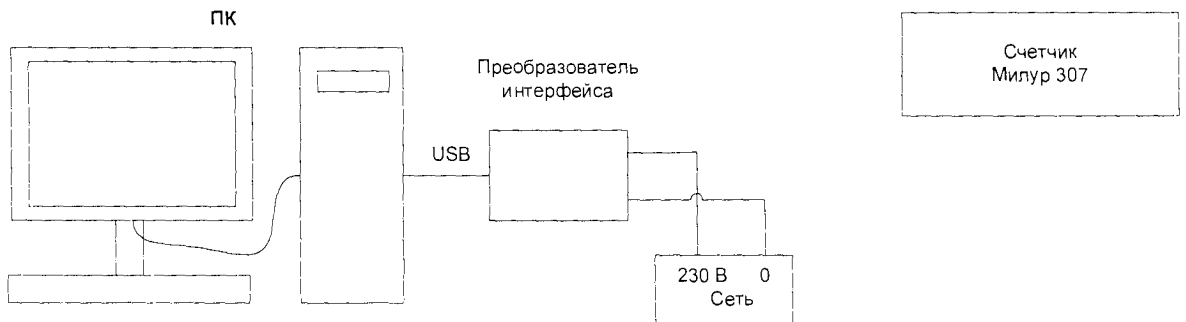 ПК
Счетчик
Милур 307
Преобразователь
интерфейса
USB
230 В 0
Сеть